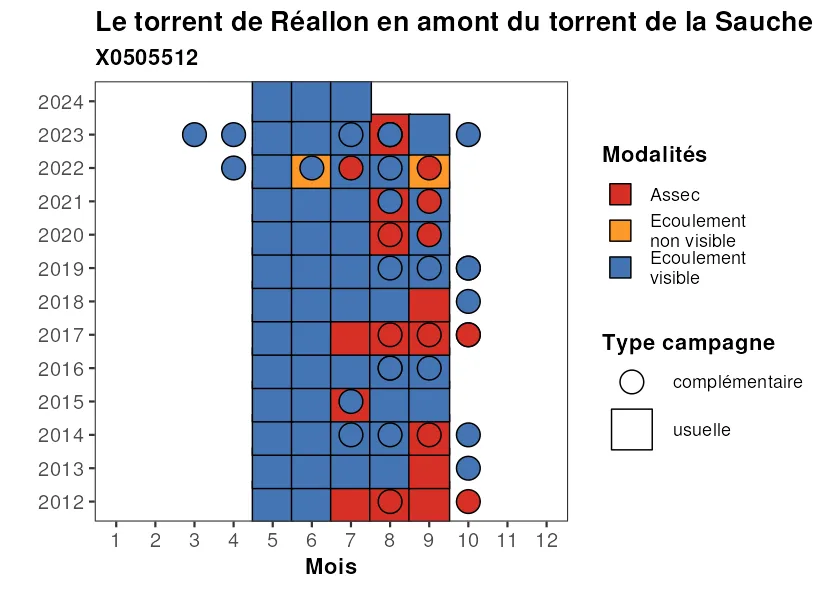 Le torrent de Réallon en amont du torrent de la Sauche
X0505512
2024
2023
2022
2021
2020
2019
2018
2017
2016
2015
2014
2013
2012
1 2 3 4 5 6 7 8 9 10 11 12
Mois
Modalités
Assec
Ecoulement
non visible
Ecoulement
visible
Type campagne
complémentaire
usuelle